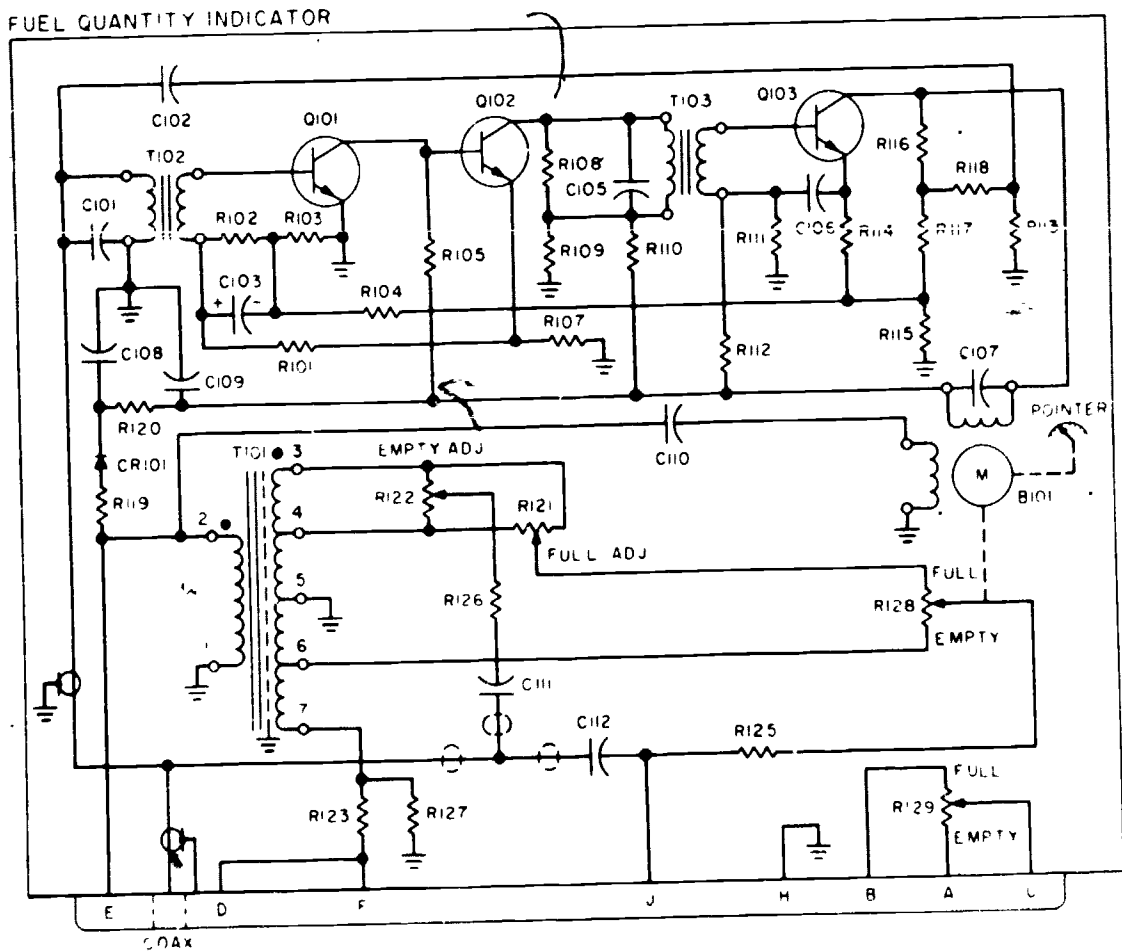 FUEL QUANTITY INDICATOR
C102
Q101
Q102
T103
Q103
T102
R116
R118
C101
R102
R103
R108
C105
R105
R109
R110
R111
C106
R114
R117
R113
C103
+
-
R104
R107
R115
C108
R101
R112
C107
C109
R120
EMPTY ADJ
C110
POINTER
CR101
T101
3
R122
M
B101
R119
4
R121
2
FULL ADJ
FULL
5
R126
R128
EMPTY
1
6
C111
7
C112
R125
FULL
R123
R127
R129
EMPTY
E
D
F
J
H
B
A
COAX